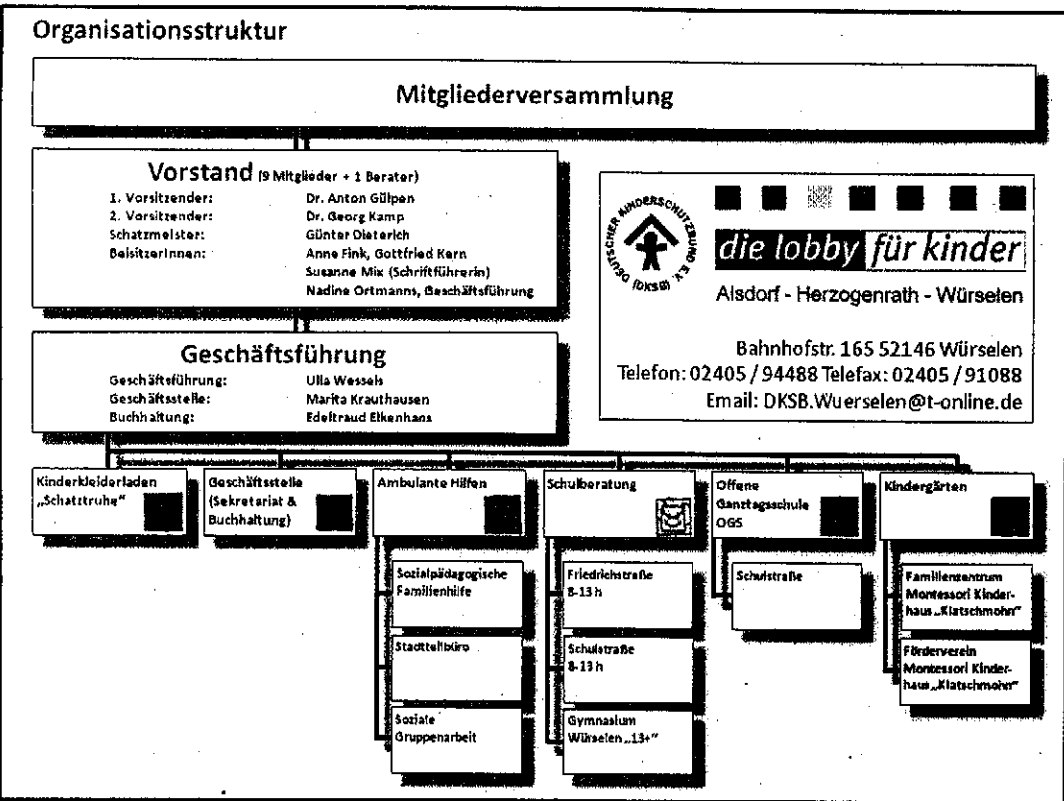 Organisationsstruktur
Mitgliederversammlung
Vorstand (9 Mitglieder + 1 Berater)
1. Vorsitzender: Dr. Anton Gülpen
2. Vorsitzender: Dr. Georg Kamp
Schatzmeister: Günter Dieterich
BeisitzerInnen: Anne Fink, Gottfried Kern
Susanne Mix (Schriftführerin)
Nadine Ortmanns, Geschäftsführung
DEUTSCHER KINDERSCHUTZBUND E.V.
(DKSB)
die lobby für kinder
Alsdorf - Herzogenrath - Würselen
Bahnhofstr. 165 52146 Würselen
Telefon: 02405 / 94488 Telefax: 02405 / 91088
Email: DKSB.Wuerselen@t-online.de
Geschäftsführung
Geschäftsführung: Ulla Wessels
Geschäftsstelle: Marita Krauthausen
Buchhaltung: Edeltraud Elkenhans
Kinderkleiderladen
„Schatztruhe"
Geschäftsstelle
(Sekretariat &
Buchhaltung)
Ambulante Hilfen
Sozialpädagogische
Familienhilfe
Stadtteilbüro
Soziale
Gruppenarbeit
Schulberatung
Friedrichstraße
8-13 h
Schulstraße
8-13 h
Gymnasium
Würselen „13+"
Offene
Ganztagsschule
OGS
Schulstraße
Kindergärten
Familienzentrum
Montessori Kinder-
haus „Klatschmohn"
Förderverein
Montessori Kinder-
haus „Klatschmohn"